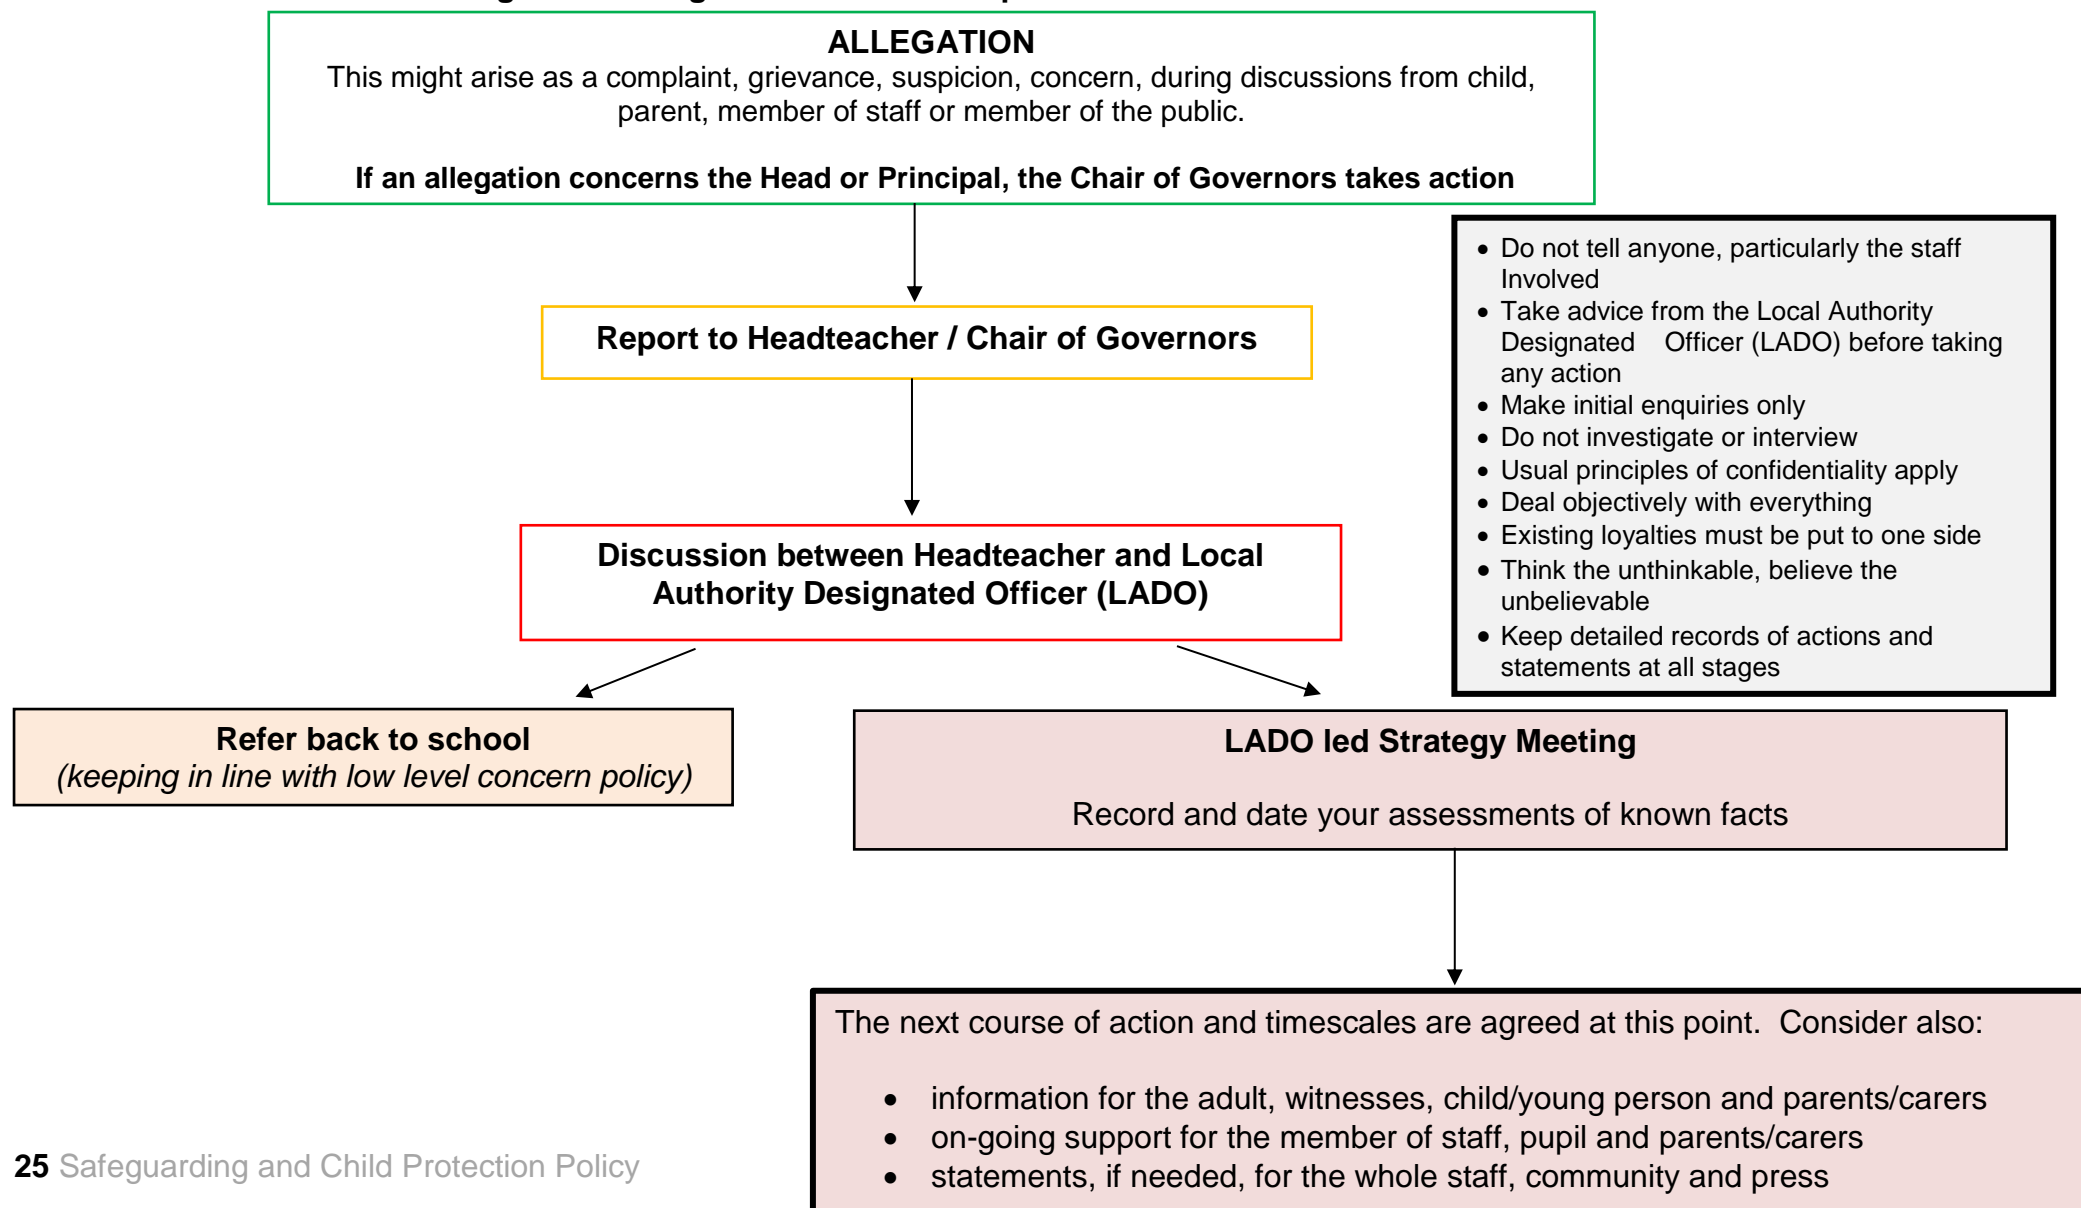 ALLEGATION
This might arise as a complaint, grievance, suspicion, concern, during discussions from child,
parent, member of staff or member of the public.
If an allegation concerns the Head or Principal, the Chair of Governors takes action
• Do not tell anyone, particularly the staff
Involved
• Take advice from the Local Authority
Designated Officer (LADO) before taking
any action
• Make initial enquiries only
• Do not investigate or interview
• Usual principles of confidentiality apply
• Deal objectively with everything
• Existing loyalties must be put to one side
• Think the unthinkable, believe the
unbelievable
• Keep detailed records of actions and
statements at all stages
Report to Headteacher / Chair of Governors
Discussion between Headteacher and Local
Authority Designated Officer (LADO)
Refer back to school
(keeping in line with low level concern policy)
LADO led Strategy Meeting
Record and date your assessments of known facts
The next course of action and timescales are agreed at this point. Consider also:
• information for the adult, witnesses, child/young person and parents/carers
• on-going support for the member of staff, pupil and parents/carers
• statements, if needed, for the whole staff, community and press
25 Safeguarding and Child Protection Policy